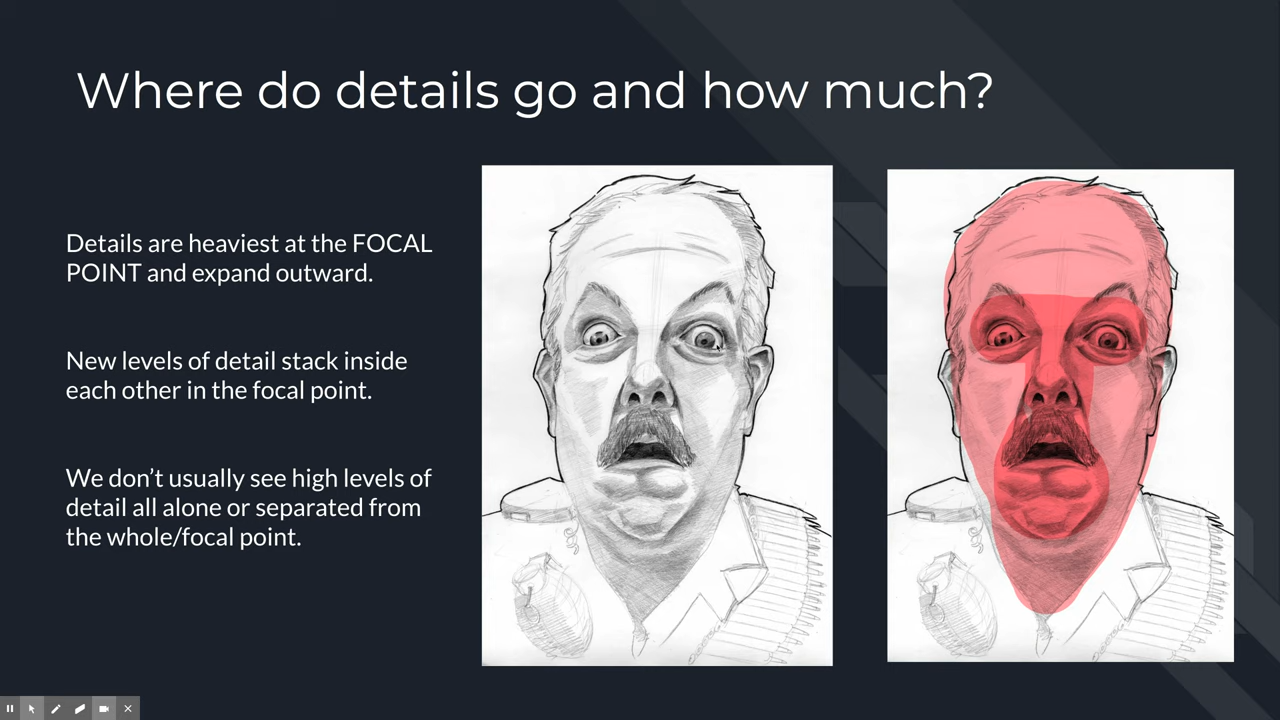 Where do details go and how much?
Details are heaviest at the FOCAL
POINT and expand outward.
New levels of detail stack inside
each other in the focal point.
We don’t usually see high levels of
detail all alone or separated from
the whole/focal point.